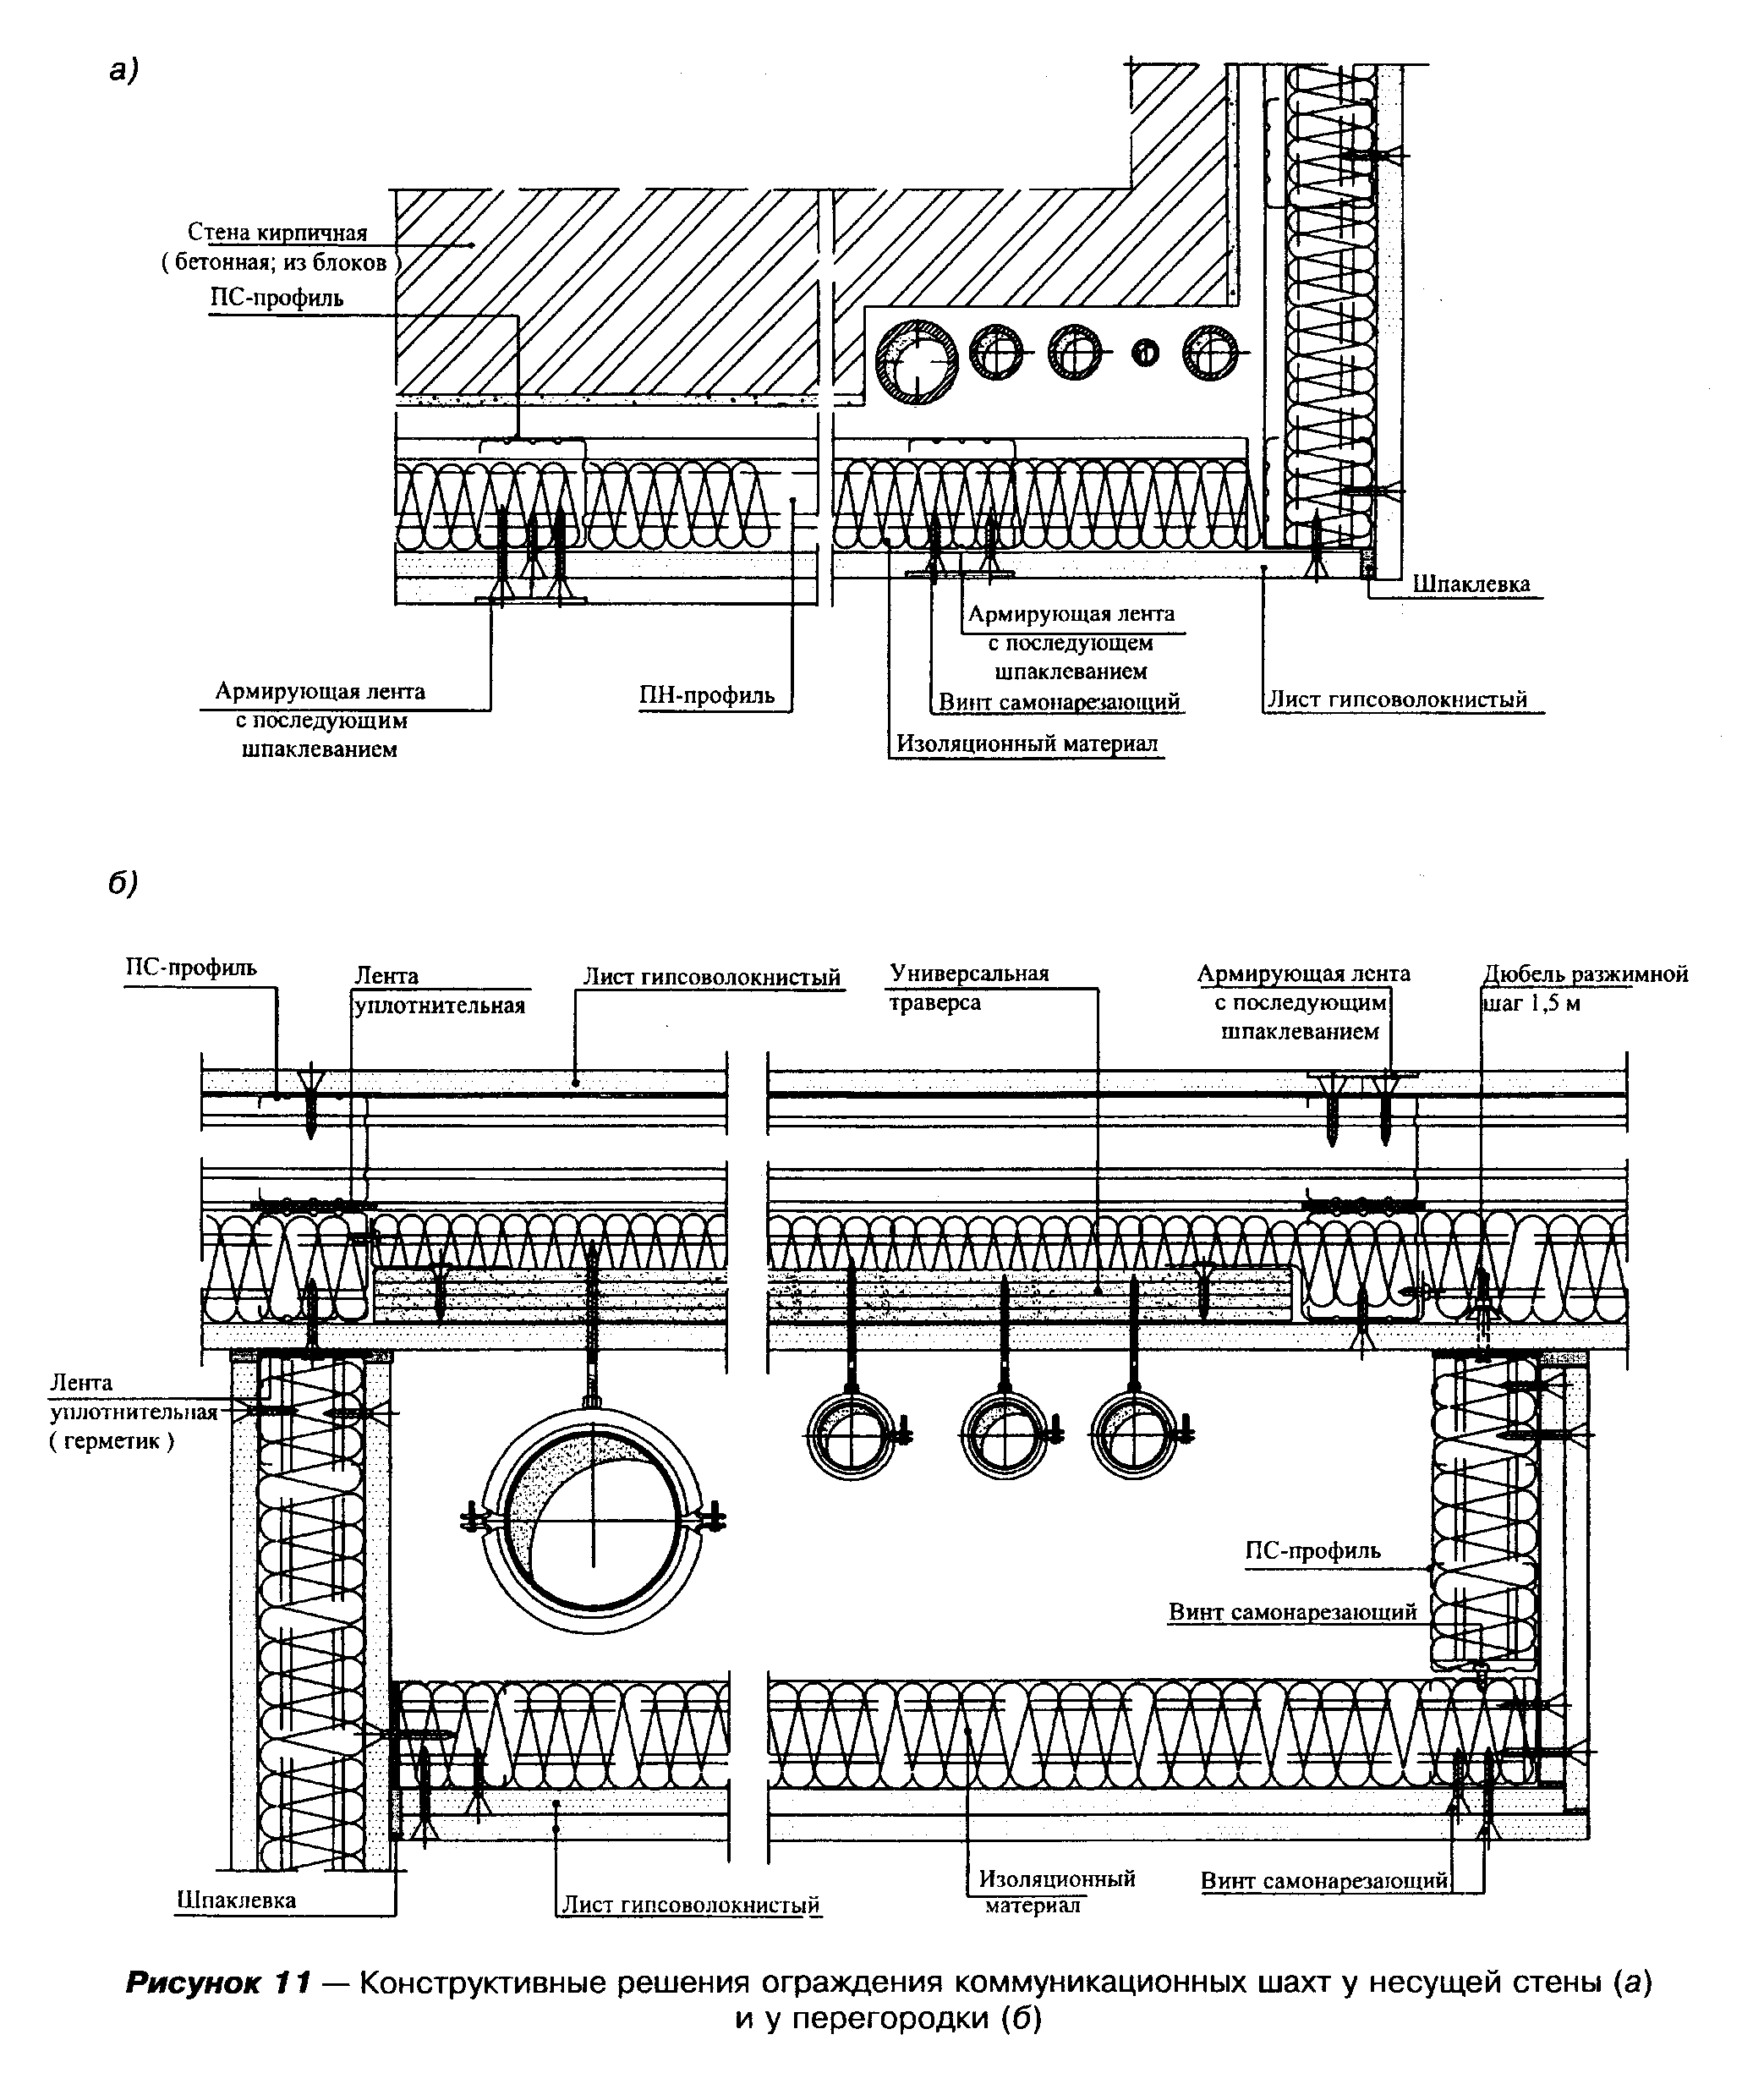 а)
Стена кирпичная
( бетонная; из блоков )
ПС-профиль
Шпаклевка
Армирующая лента
с последующем
шпаклеванием
Армирующая лента
с последующим
шпаклеванием
ПН-профиль
Винт самонарезающий
Лист гипсоволокнистый
Изоляционный материал
б)
ПС-профиль
Лента
уплотнительная
Лист гипсоволокнистый
Универсальная
траверса
Армирующая лента
с последующим
шпаклеванием
Дюбель разжимной
шаг 1,5 м
Лента
уплотнительная
( герметик )
ПС-профиль
Винт самонарезающий
Шпаклевка
Лист гипсоволокнистый
Изоляционный
материал
Винт самонарезающий
Рисунок 11 — Конструктивные решения ограждения коммуникационных шахт у несущей стены (а)
и у перегородки (б)